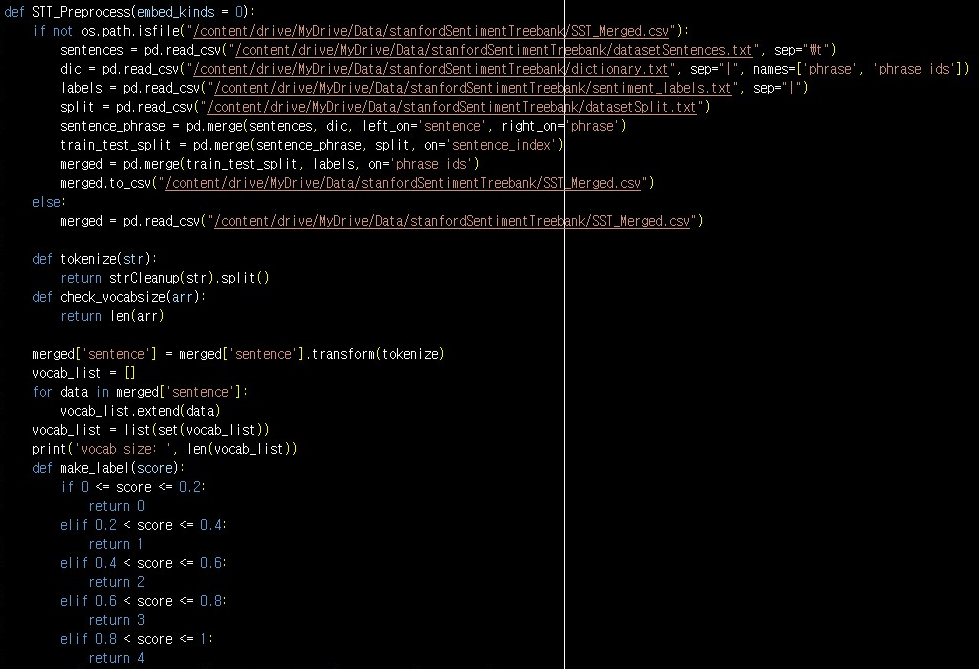 def STT_Preprocess(embed_kinds = 0):
    if not os.path.isfile("/content/drive/MyDrive/Data/stanfordSentimentTreebank/SST_Merged.csv"):
        sentences = pd.read_csv("/content/drive/MyDrive/Data/stanfordSentimentTreebank/datasetSentences.txt", sep="₩t")
        dic = pd.read_csv("/content/drive/MyDrive/Data/stanfordSentimentTreebank/dictionary.txt", sep="|", names=['phrase', 'phrase ids'])
        labels = pd.read_csv("/content/drive/MyDrive/Data/stanfordSentimentTreebank/sentiment_labels.txt", sep="|")
        split = pd.read_csv("/content/drive/MyDrive/Data/stanfordSentimentTreebank/datasetSplit.txt")
        sentence_phrase = pd.merge(sentences, dic, left_on='sentence', right_on='phrase')
        train_test_split = pd.merge(sentence_phrase, split, on='sentence_index')
        merged = pd.merge(train_test_split, labels, on='phrase ids')
        merged.to_csv("/content/drive/MyDrive/Data/stanfordSentimentTreebank/SST_Merged.csv")
    else:
        merged = pd.read_csv("/content/drive/MyDrive/Data/stanfordSentimentTreebank/SST_Merged.csv")

    def tokenize(str):
        return strCleanup(str).split()
    def check_vocabsize(arr):
        return len(arr)

    merged['sentence'] = merged['sentence'].transform(tokenize)
    vocab_list = []
    for data in merged['sentence']:
        vocab_list.extend(data)
    vocab_list = list(set(vocab_list))
    print('vocab size: ', len(vocab_list))
    def make_label(score):
        if 0 <= score <= 0.2:
            return 0
        elif 0.2 < score <= 0.4:
            return 1
        elif 0.4 < score <= 0.6:
            return 2
        elif 0.6 < score <= 0.8:
            return 3
        elif 0.8 < score <= 1:
            return 4